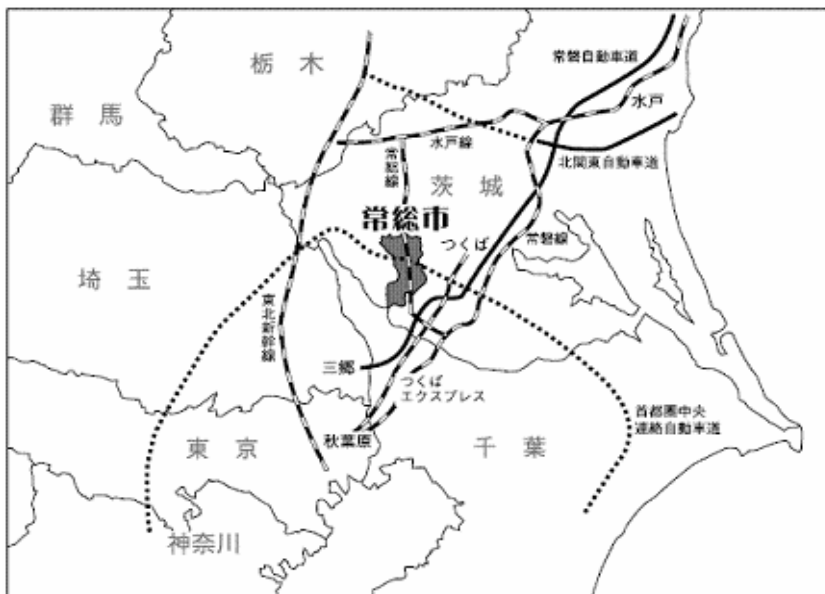 常磐自動車道
栃木
水戸
群馬
水戸線
常総線
北関東自動車道
茨城
常総市
つくば
常磐線
埼玉
東北新幹線
三郷
つくば
エクスプレス
首都圏中央
連絡自動車道
秋葉原
東京
千葉
神奈川